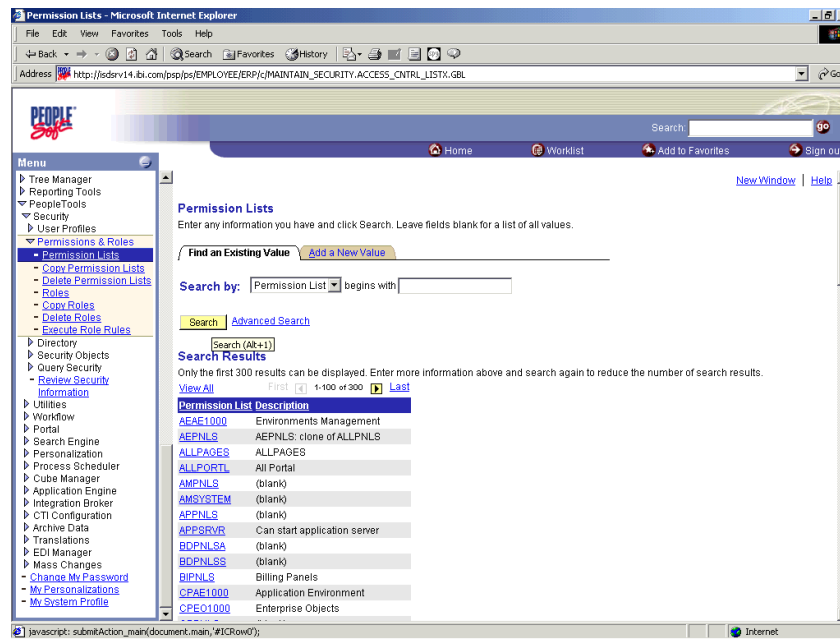 Permission Lists - Microsoft Internet Explorer
File Edit View Favorites Tools Help
Back Search Favorites History
Address http://isdsrv14.ibi.com/psp/ps/EMPLOYEE/ERP/c/MAINTAIN_SECURITY.ACCESS_CNTRL_LISTX.GBL Go
PEOPLE Soft
Search: go
Home Worklist Add to Favorites Sign ou
Menu
Tree Manager
Reporting Tools
PeopleTools
Security
User Profiles
Permissions & Roles
Permission Lists
Copy Permission Lists
Delete Permission Lists
Roles
Copy Roles
Delete Roles
Execute Role Rules
Directory
Security Objects
Query Security
Review Security
Information
Utilities
Workflow
Portal
Search Engine
Personalization
Process Scheduler
Cube Manager
Application Engine
Integration Broker
CTI Configuration
Archive Data
Translations
EDI Manager
Mass Changes
Change My Password
My Personalizations
My System Profile
New Window | Help
Permission Lists
Enter any information you have and click Search. Leave fields blank for a list of all values.
Find an Existing Value Add a New Value
Search by: Permission List begins with
Search Advanced Search
Search (Alt+1)
Search Results
Only the first 300 results can be displayed. Enter more information above and search again to reduce the number of search results.
View All First 1-100 of 300 Last
Permission List Description
AEAE1000 Environments Management
AEPNLS AEPNLS: clone of ALLPNLS
ALLPAGES ALLPAGES
ALLPORTL All Portal
AMPNLS (blank)
AMSYSTEM (blank)
APPNLS (blank)
APPSRVR Can start application server
BDPNLSA (blank)
BDPNLSS (blank)
BIPNLS Billing Panels
CPAE1000 Application Environment
CPEO1000 Enterprise Objects
javascript: submitAction_main(document.main,'#ICRow0'); Internet